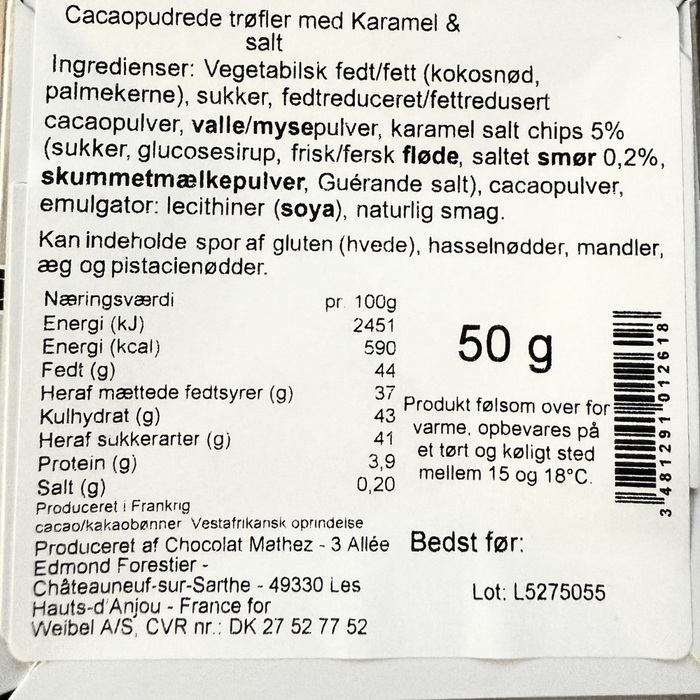 Cacaopudrede trøfler med Karamel &
salt
Ingredienser: Vegetabilsk fedt/fett (kokosnød,
palmekerne), sukker, fedtreduceret/fettredusert
cacaopulver, valle/mysepulver, karamel salt chips 5%
(sukker, glucosesirup, frisk/fersk fløde, saltet smør 0,2%,
skummetmælkepulver, Guérande salt), cacaopulver,
emulgator: lecithiner (soya), naturlig smag.
Kan indeholde spor af gluten (hvede), hasselnødder, mandler,
æg og pistacienødder.
Næringsværdi pr. 100g
Energi (kJ) 2451
Energi (kcal) 590
Fedt (g) 44
Heraf mættede fedtsyrer (g) 37
Kulhydrat (g) 43
Heraf sukkerarter (g) 41
Protein (g) 3,9
Salt (g) 0,20
50 g
Produkt følsom over for
varme, opbevares på
et tørt og køligt sted
mellem 15 og 18°C.
3 481291 012618
Produceret i Frankrig
cacao/kakaobønner Vestafrikansk oprindelse
Produceret af Chocolat Mathez - 3 Allée
Edmond Forestier -
Châteauneuf-sur-Sarthe - 49330 Les
Hauts-d'Anjou - France for
Weibel A/S, CVR nr.: DK 27 52 77 52
Bedst før:
Lot: L5275055